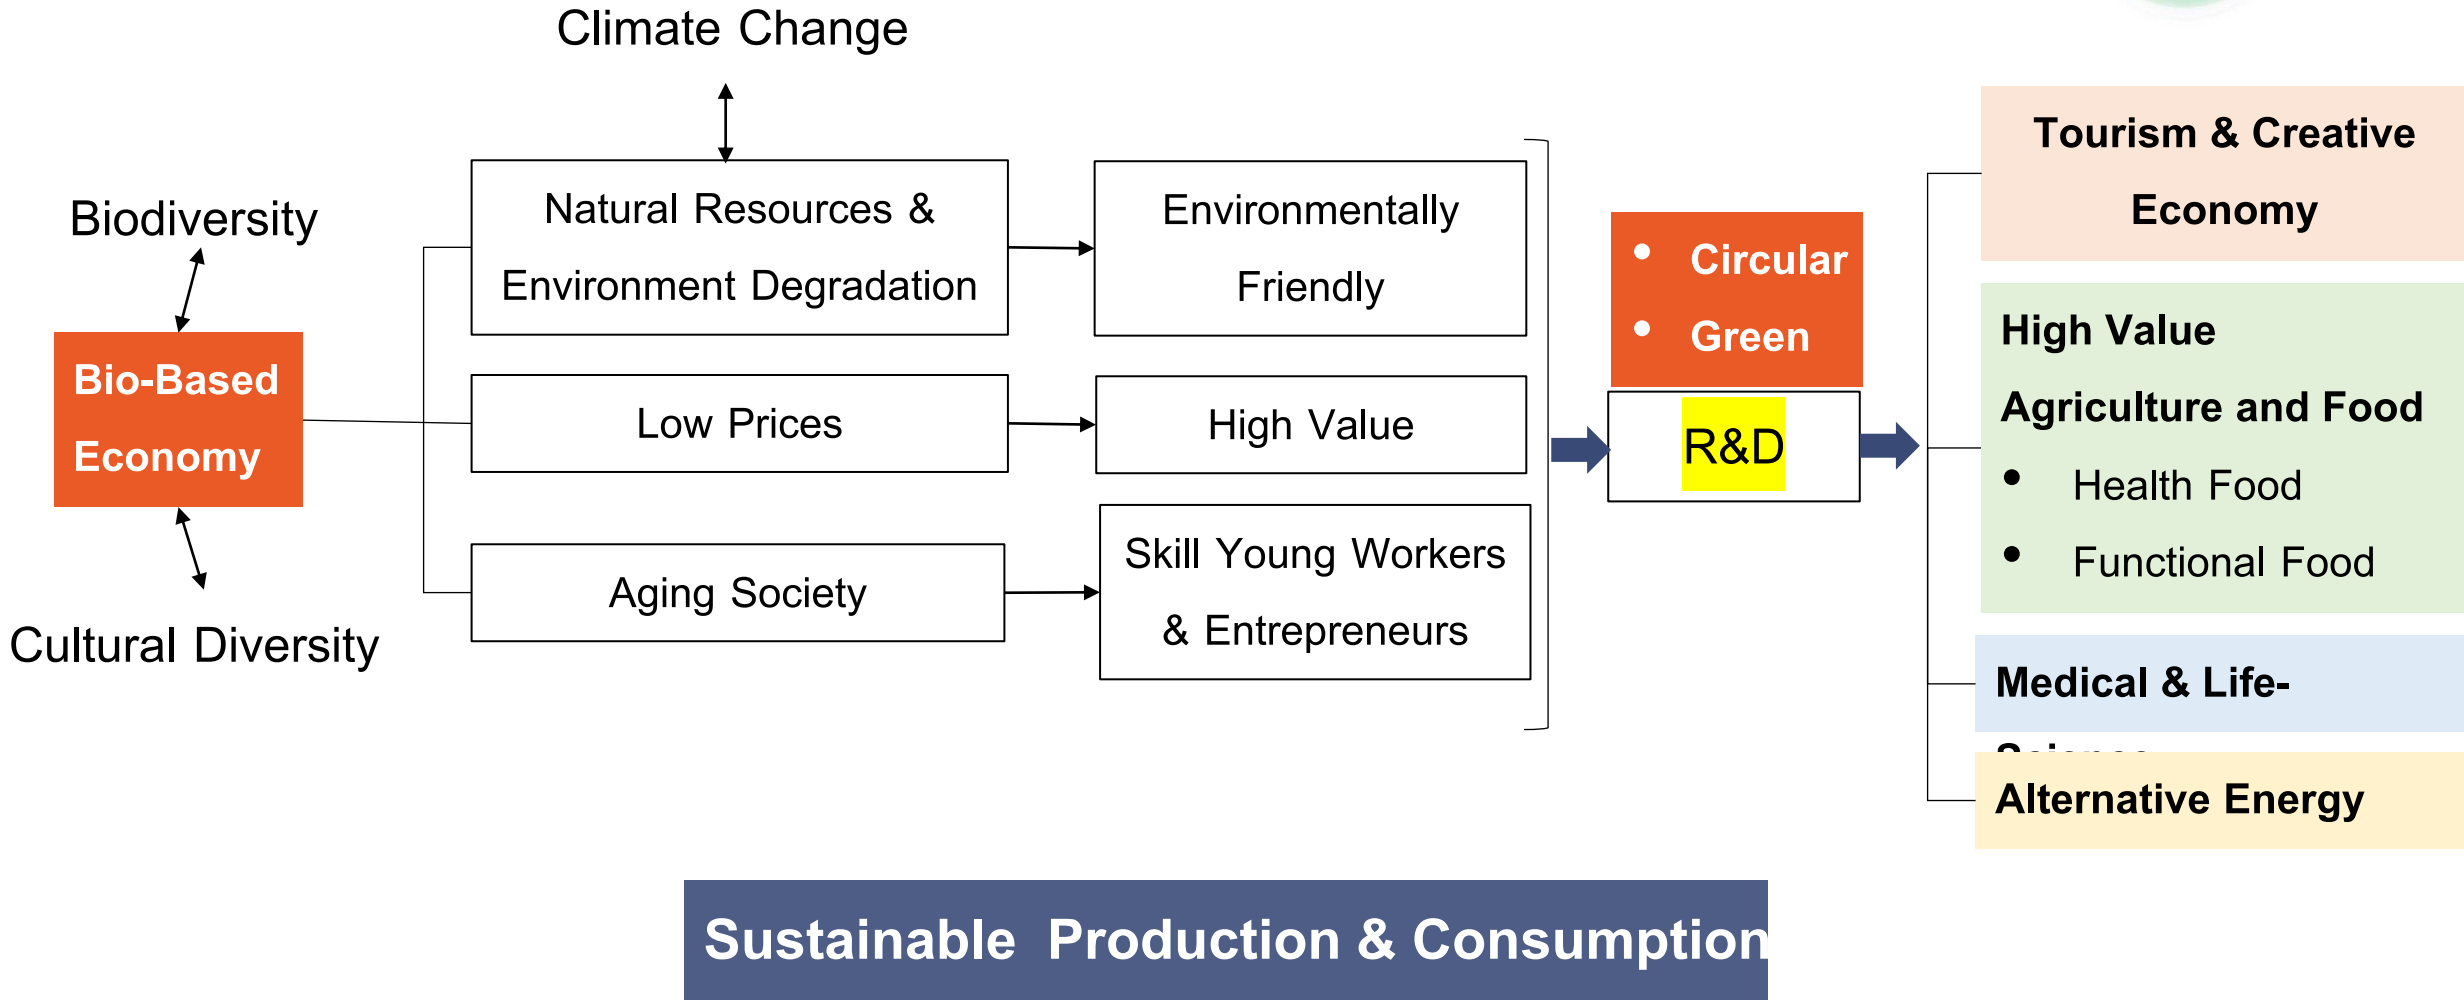 Climate Change
Biodiversity
Bio-Based
Economy
Cultural Diversity
Natural Resources &
Environment Degradation
Low Prices
Aging Society
Environmentally
Friendly
High Value
Skill Young Workers
& Entrepreneurs
• Circular
• Green
R&D
Tourism & Creative
Economy
High Value
Agriculture and Food
• Health Food
• Functional Food
Medical & Life-
Alternative Energy
Sustainable Production & Consumption